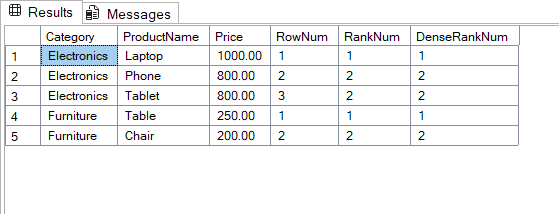 Results Messages
Category ProductName Price RowNum RankNum DenseRankNum
1 Electronics Laptop 1000.00 1 1 1
2 Electronics Phone 800.00 2 2 2
3 Electronics Tablet 800.00 3 2 2
4 Furniture Table 250.00 1 1 1
5 Furniture Chair 200.00 2 2 2